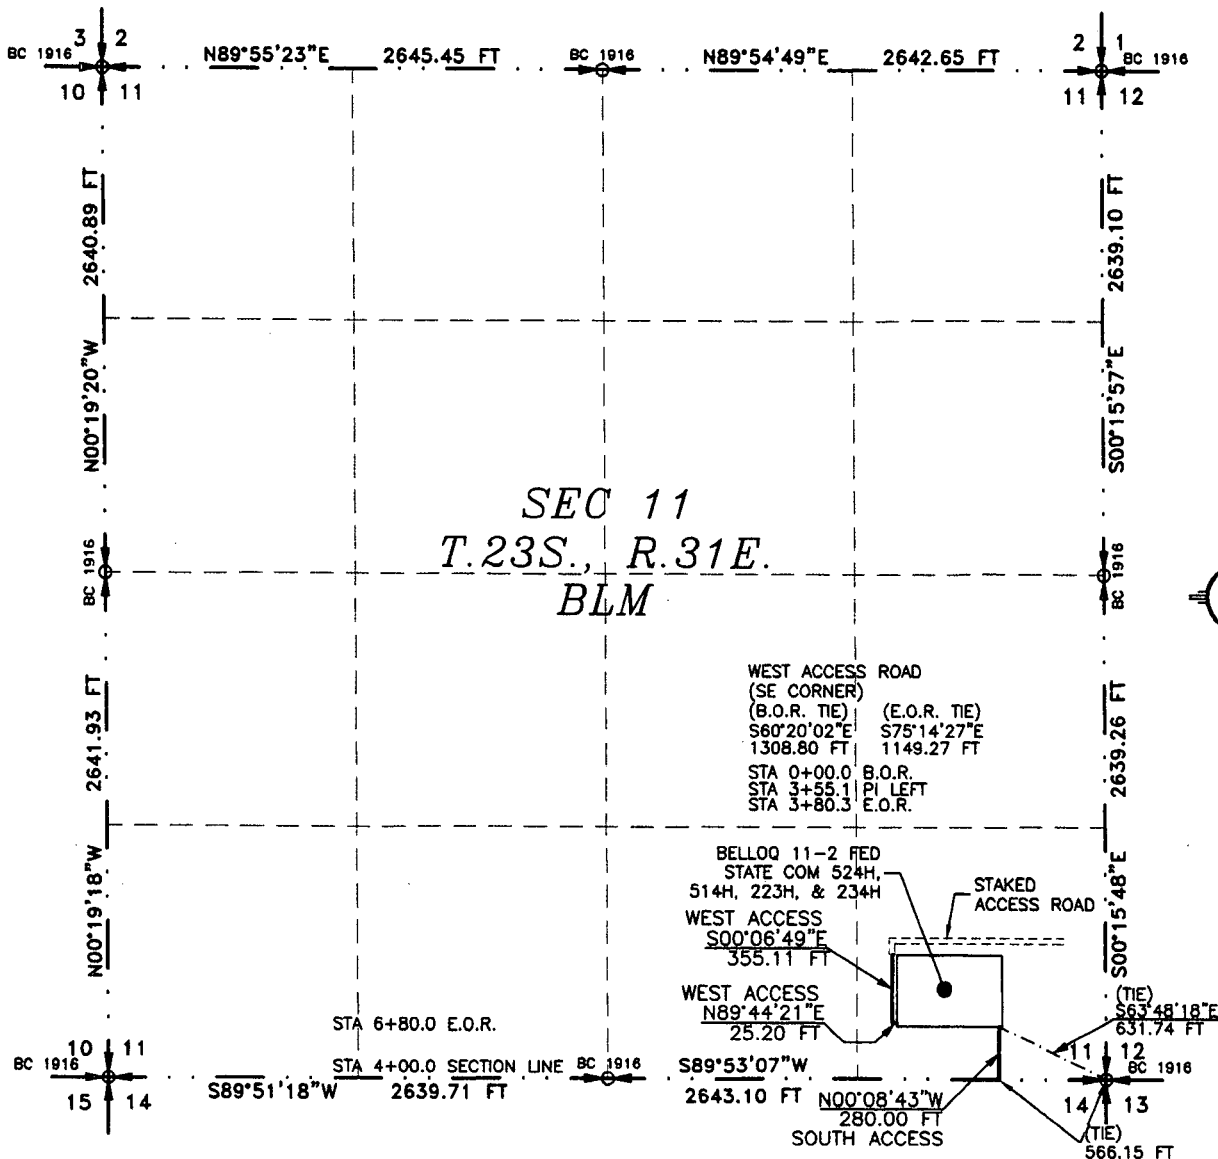 3 2
BC 1916
10 11
N89°55'23"E 2645.45 FT
BC 1916
N89°54'49"E 2642.65 FT
2 1
BC 1916
11 12
2640.89 FT
N00°19'20"W
2639.10 FT
S00°15'57"E
SEC 11
T.23S., R.31E.
BLM
BC 1916
BC 1916
2641.93 FT
N00°19'18"W
2639.26 FT
S00°15'48"E
WEST ACCESS ROAD
(SE CORNER)
(B.O.R. TIE) (E.O.R. TIE)
S60°20'02"E S75°14'27"E
1308.80 FT 1149.27 FT
STA 0+00.0 B.O.R.
STA 3+55.1 PI LEFT
STA 3+80.3 E.O.R.
BELLOQ 11-2 FED
STATE COM 524H,
514H, 223H, & 234H
STAKED
ACCESS ROAD
WEST ACCESS
S00°06'49"E
355.11 FT
WEST ACCESS
N89°44'21"E
25.20 FT
(TIE)
S63°48'18"E
631.74 FT
STA 6+80.0 E.O.R.
STA 4+00.0 SECTION LINE
10 11
BC 1916
15 14
S89°51'18"W 2639.71 FT
BC 1916
S89°53'07"W
2643.10 FT
11 12
BC 1916
14 13
N00°08'43"W
280.00 FT
SOUTH ACCESS
(TIE)
566.15 FT